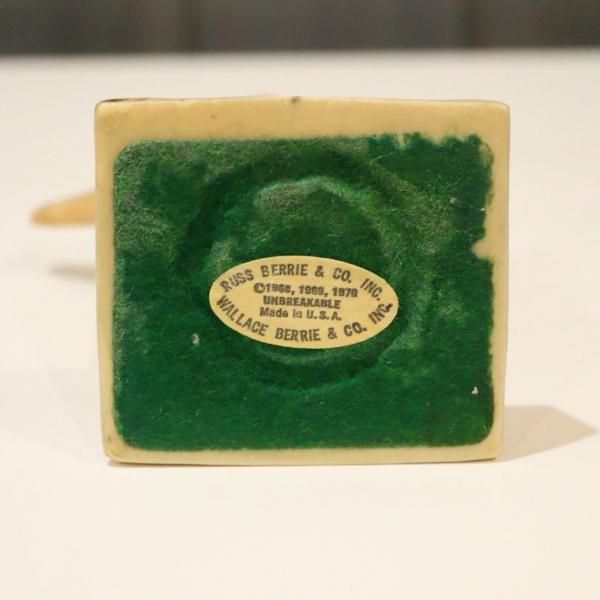 RUSS BERRIE & CO. INC.
©1968, 1969, 1970
UNBREAKABLE
Made in U.S.A.
WALLACE BERRIE & CO. INC.